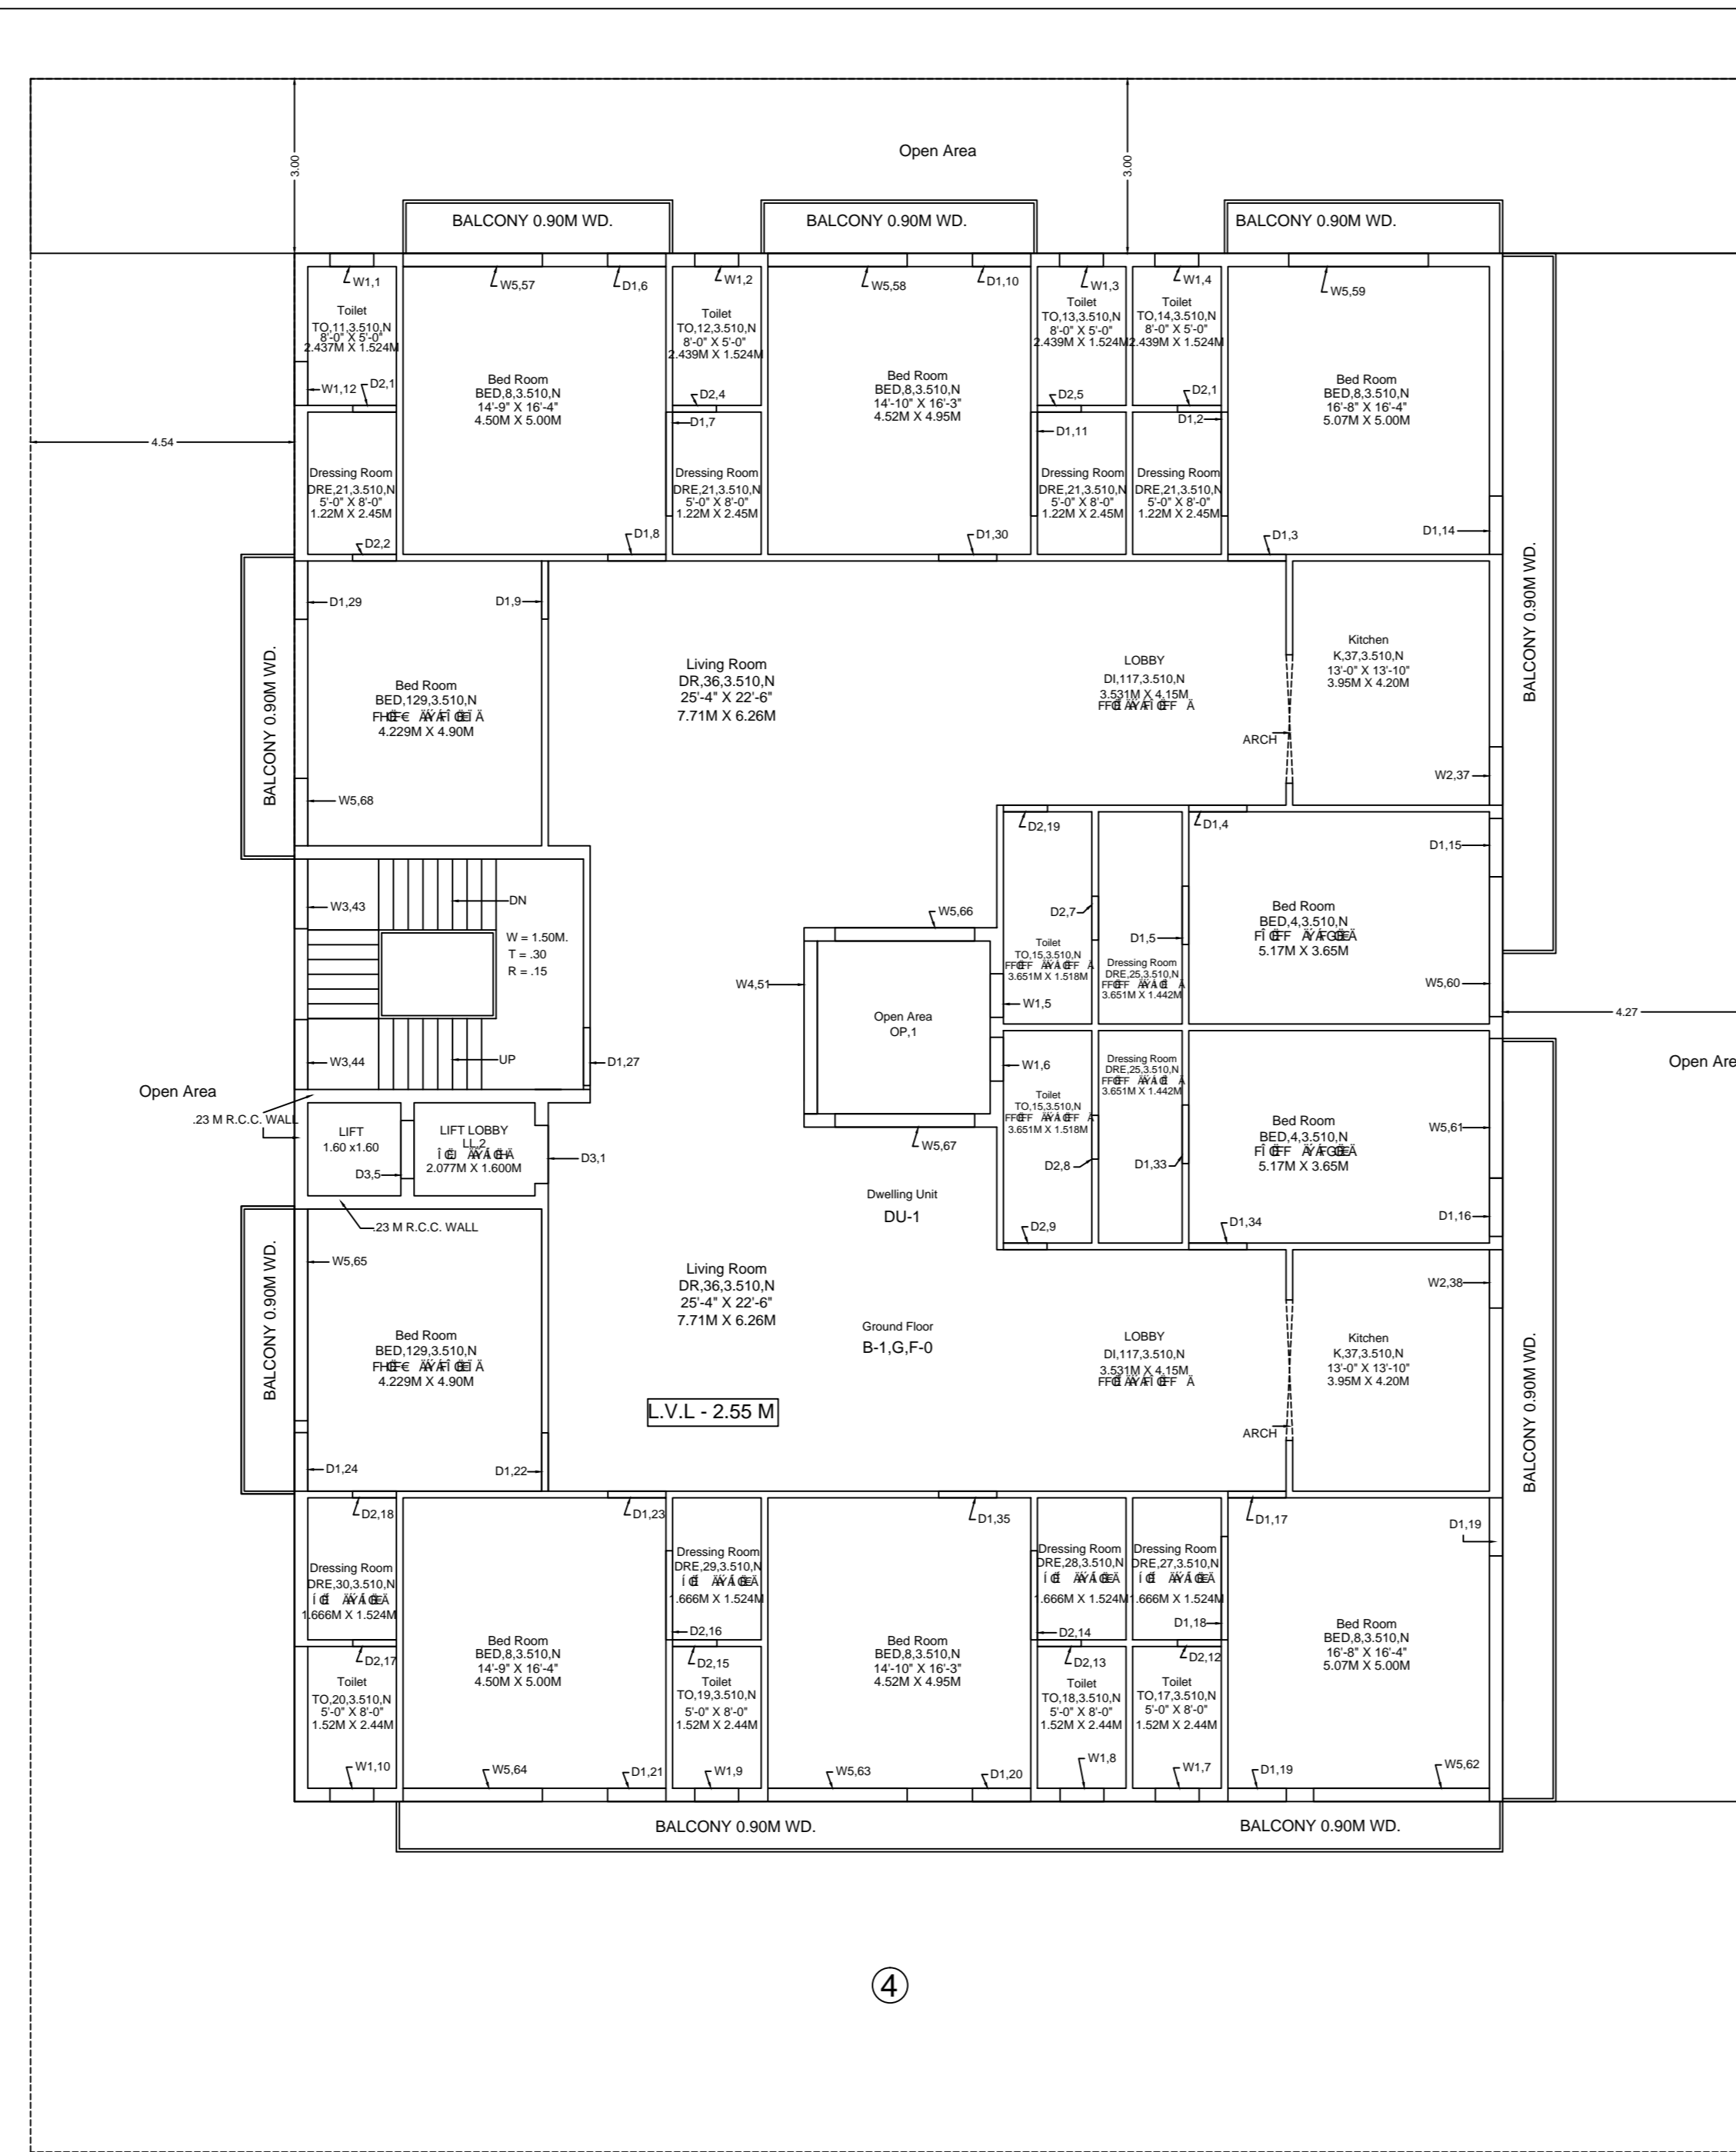 Open Area
3.00
3.00
BALCONY 0.90M WD.
BALCONY 0.90M WD.
BALCONY 0.90M WD.
W1,1
W5,57
D1,6
W1,2
W5,58
D1,10
W1,3
W1,4
W5,59
Toilet
TO,11,3.510,N
8'-0" X 5'-0"
2.437M X 1.524M
Toilet
TO,12,3.510,N
8'-0" X 5'-0"
2.439M X 1.524M
Toilet
TO,13,3.510,N
8'-0" X 5'-0"
2.439M X 1.524M
Toilet
TO,14,3.510,N
8'-0" X 5'-0"
2.439M X 1.524M
W1,12
D2,1
Bed Room
BED,8,3.510,N
14'-9" X 16'-4"
4.50M X 5.00M
D2,4
D1,7
Bed Room
BED,8,3.510,N
14'-10" X 16'-3"
4.52M X 4.95M
D2,5
D1,11
D2,1
D1,2
Bed Room
BED,8,3.510,N
16'-8" X 16'-4"
5.07M X 5.00M
4.54
Dressing Room
DRE,21,3.510,N
5'-0" X 8'-0"
1.22M X 2.45M
Dressing Room
DRE,21,3.510,N
5'-0" X 8'-0"
1.22M X 2.45M
Dressing Room
DRE,21,3.510,N
5'-0" X 8'-0"
1.22M X 2.45M
Dressing Room
DRE,21,3.510,N
5'-0" X 8'-0"
1.22M X 2.45M
D2,2
D1,8
D1,30
D1,3
D1,14
BALCONY 0.90M WD.
D1,29
D1,9
BALCONY 0.90M WD.
Bed Room
BED,129,3.510,N
4.229M X 4.90M
Living Room
DR,36,3.510,N
25'-4" X 22'-6"
7.71M X 6.26M
LOBBY
DI,117,3.510,N
3.531M X 4.15M
Kitchen
K,37,3.510,N
13'-0" X 13'-10"
3.95M X 4.20M
ARCH
W2,37
W5,68
D2,19
D1,4
D1,15
W3,43
DN
W = 1.50M.
T = .30
R = .15
W5,66
D2,7
D1,5
Toilet
TO,15,3.510,N
3.651M X 1.518M
Dressing Room
DRE,25,3.510,N
3.651M X 1.442M
Bed Room
BED,4,3.510,N
5.17M X 3.65M
W4,51
W1,5
W5,60
Open Area
OP,1
4.27
W3,44
UP
D1,27
W1,6
Toilet
TO,15,3.510,N
3.651M X 1.518M
Dressing Room
DRE,25,3.510,N
3.651M X 1.442M
Open Are
Open Area
.23 M R.C.C. WALL
LIFT
1.60 x1.60
LIFT LOBBY
LL,2
2.077M X 1.600M
D3,5
D3,1
W5,67
D2,8
D1,33
Bed Room
BED,4,3.510,N
5.17M X 3.65M
W5,61
Dwelling Unit
DU-1
D2,9
D1,34
D1,16
.23 M R.C.C. WALL
BALCONY 0.90M WD.
W5,65
Living Room
DR,36,3.510,N
25'-4" X 22'-6"
7.71M X 6.26M
W2,38
Bed Room
BED,129,3.510,N
4.229M X 4.90M
Ground Floor
B-1,G,F-0
LOBBY
DI,117,3.510,N
3.531M X 4.15M
Kitchen
K,37,3.510,N
13'-0" X 13'-10"
3.95M X 4.20M
BALCONY 0.90M WD.
L.V.L - 2.55 M
ARCH
D1,24
D1,22
D2,18
D1,23
D1,35
D1,17
D1,19
Dressing Room
DRE,30,3.510,N
1.666M X 1.524M
Dressing Room
DRE,29,3.510,N
1.666M X 1.524M
Dressing Room
DRE,28,3.510,N
1.666M X 1.524M
Dressing Room
DRE,27,3.510,N
1.666M X 1.524M
D2,17
Bed Room
BED,8,3.510,N
14'-9" X 16'-4"
4.50M X 5.00M
D2,16
D2,15
Bed Room
BED,8,3.510,N
14'-10" X 16'-3"
4.52M X 4.95M
D2,14
D2,13
D1,18
D2,12
Bed Room
BED,8,3.510,N
16'-8" X 16'-4"
5.07M X 5.00M
Toilet
TO,20,3.510,N
5'-0" X 8'-0"
1.52M X 2.44M
Toilet
TO,19,3.510,N
5'-0" X 8'-0"
1.52M X 2.44M
Toilet
TO,18,3.510,N
5'-0" X 8'-0"
1.52M X 2.44M
Toilet
TO,17,3.510,N
5'-0" X 8'-0"
1.52M X 2.44M
W1,10
W5,64
D1,21
W1,9
W5,63
D1,20
W1,8
W1,7
D1,19
W5,62
BALCONY 0.90M WD.
BALCONY 0.90M WD.
4